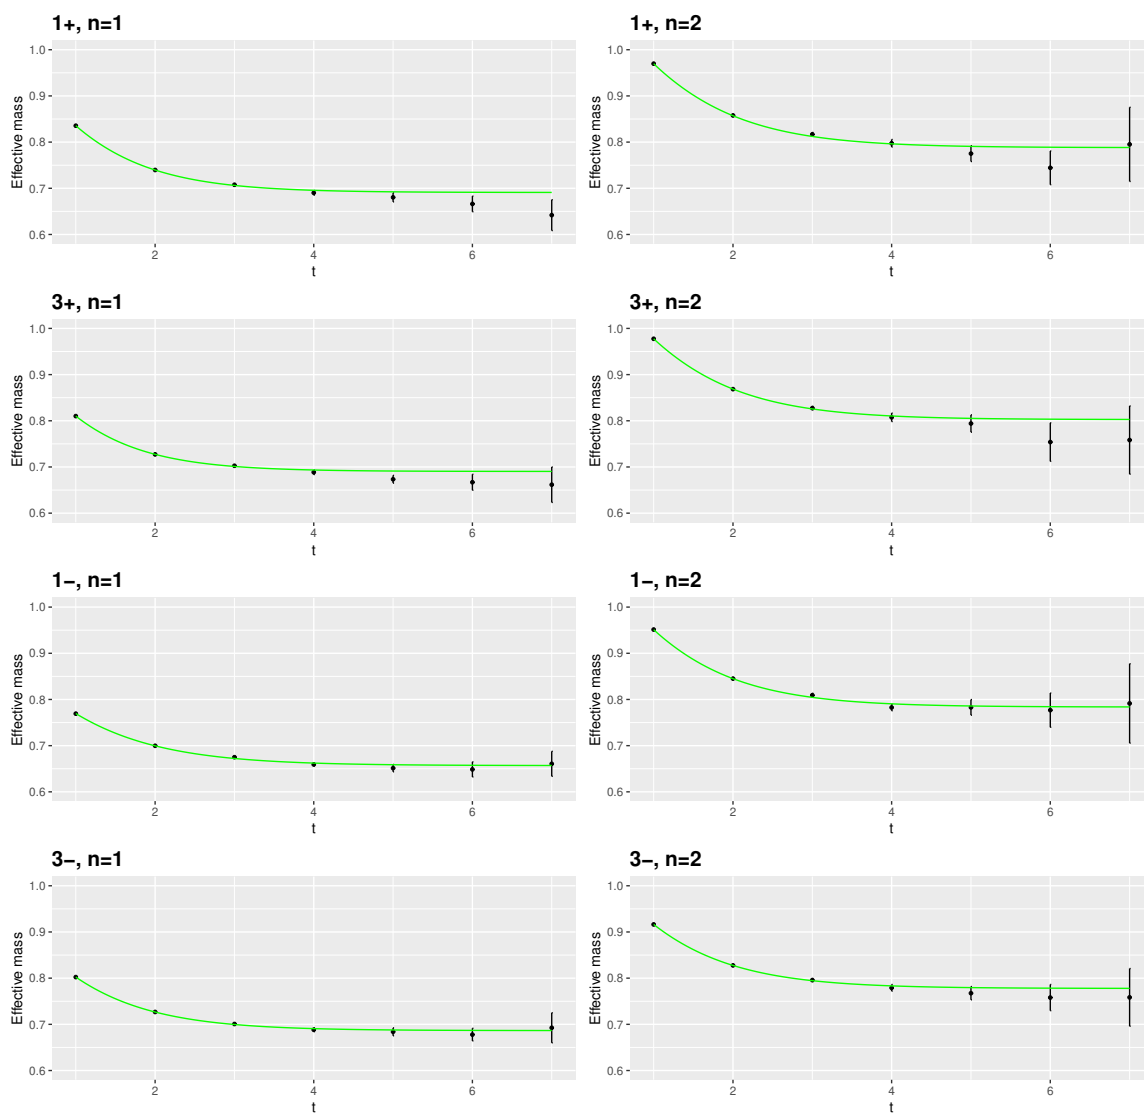 1+, n=1
1.0
0.9
0.8
0.7
0.6
Effective mass
2
4
6
t
1+, n=2
1.0
0.9
0.8
0.7
0.6
Effective mass
2
4
6
t
3+, n=1
1.0
0.9
0.8
0.7
0.6
Effective mass
2
4
6
t
3+, n=2
1.0
0.9
0.8
0.7
0.6
Effective mass
2
4
6
t
1−, n=1
1.0
0.9
0.8
0.7
0.6
Effective mass
2
4
6
t
1−, n=2
1.0
0.9
0.8
0.7
0.6
Effective mass
2
4
6
t
3−, n=1
1.0
0.9
0.8
0.7
0.6
Effective mass
2
4
6
t
3−, n=2
1.0
0.9
0.8
0.7
0.6
Effective mass
2
4
6
t